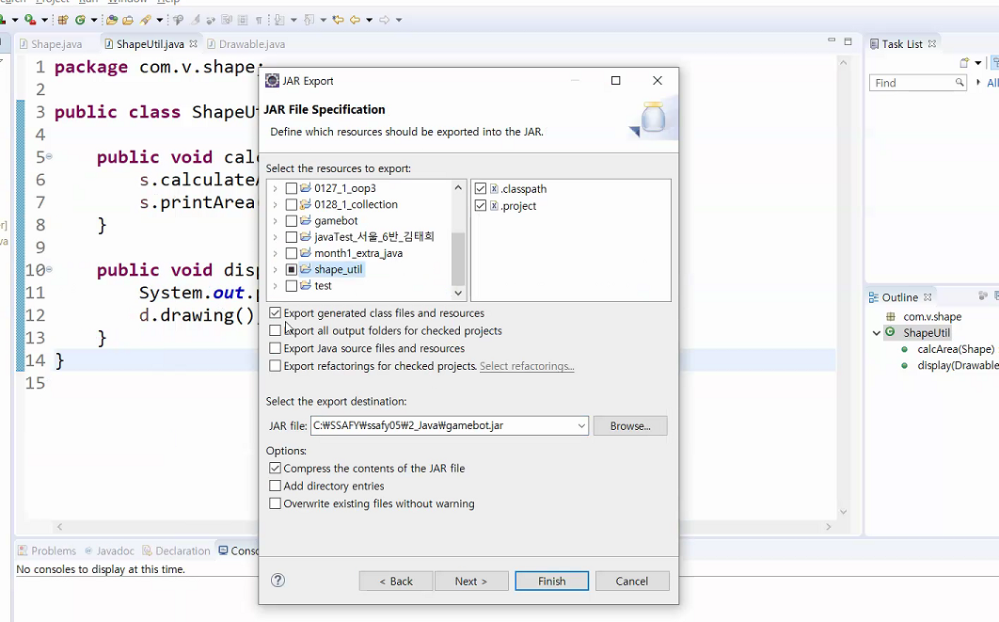 Project Run Window Help
Shape.java ShapeUtil.java Drawable.java
1 package com.v.shape;
2
3 public class ShapeUt
4
5 public void calc
6 s.calculateA
7 s.printArea(
8 }
9
10 public void disp
11 System.out.p
12 d.drawing()
13 }
14 }
15
JAR Export
JAR File Specification
Define which resources should be exported into the JAR.
Select the resources to export:
0127_1_oop3
0128_1_collection
gamebot
javaTest_서울_6반_김태희
month1_extra_java
shape_util
test
.classpath
.project
Export generated class files and resources
Export all output folders for checked projects
Export Java source files and resources
Export refactorings for checked projects. Select refactorings...
Select the export destination:
JAR file: C:₩SSAFY₩ssafy05₩2_Java₩gamebot.jar Browse...
Options:
Compress the contents of the JAR file
Add directory entries
Overwrite existing files without warning
< Back Next > Finish Cancel
Task List
Find All
Outline
com.v.shape
ShapeUtil
calcArea(Shape)
display(Drawable
Problems Javadoc Declaration Conso
No consoles to display at this time.